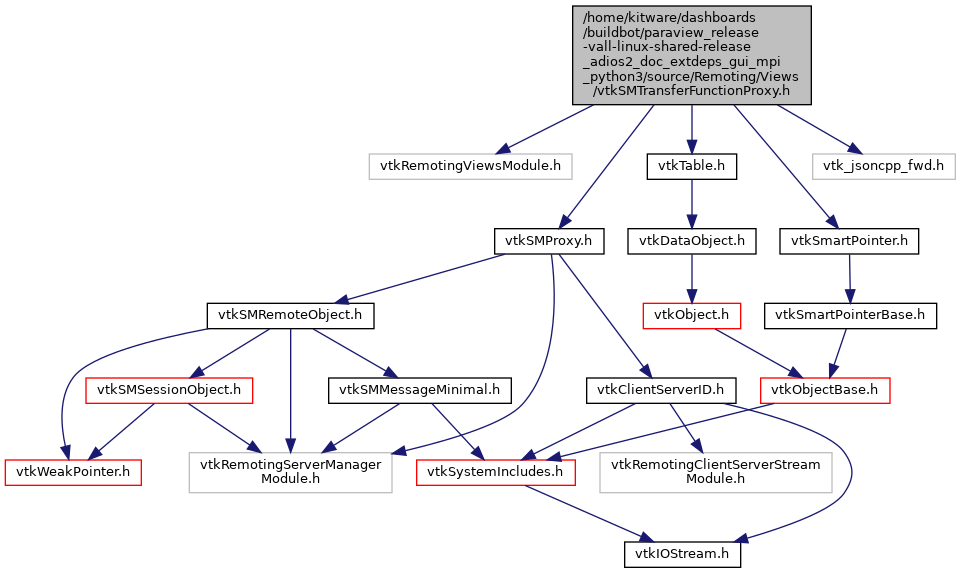 /home/kitware/dashboards
/buildbot/paraview_release
-vall-linux-shared-release
_adios2_doc_extdeps_gui_mpi
_python3/source/Remoting/Views
/vtkSMTransferFunctionProxy.h
vtkRemotingViewsModule.h
vtkTable.h
vtk_jsoncpp_fwd.h
vtkSMProxy.h
vtkDataObject.h
vtkSmartPointer.h
vtkSMRemoteObject.h
vtkObject.h
vtkSmartPointerBase.h
vtkSMSessionObject.h
vtkSMMessageMinimal.h
vtkClientServerID.h
vtkObjectBase.h
vtkWeakPointer.h
vtkRemotingServerManager
Module.h
vtkSystemIncludes.h
vtkRemotingClientServerStream
Module.h
vtkIOStream.h